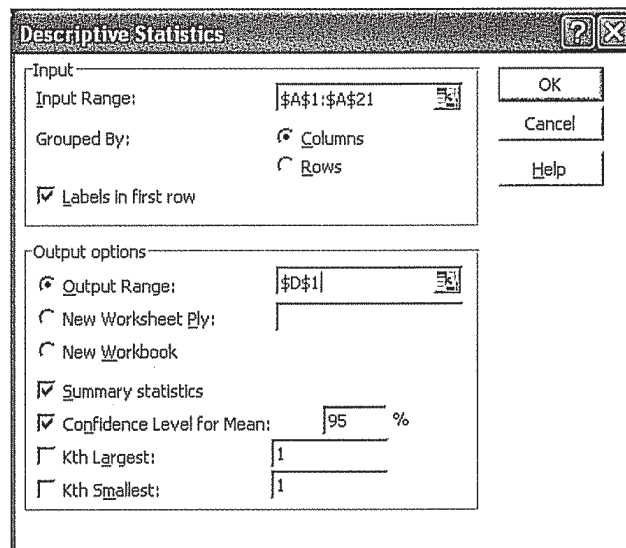 Descriptive Statistics
Input
Input Range:
$A$1:$A$21
Grouped By:
Columns
Rows
Labels in first row
OK
Cancel
Help
Output options
Output Range:
$D$1
New Worksheet Ply:
New Workbook
Summary statistics
Confidence Level for Mean:
95
%
Kth Largest:
1
Kth Smallest:
1